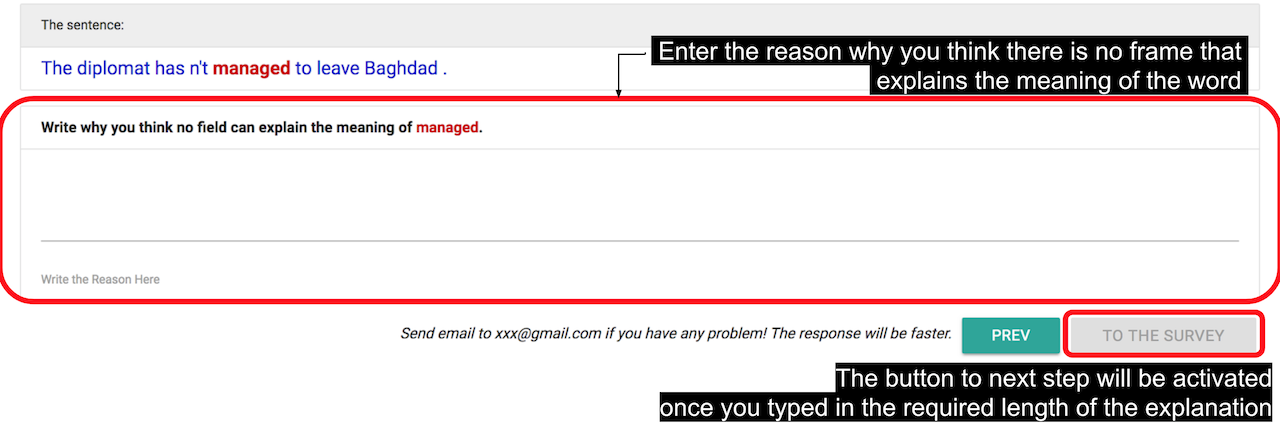 The sentence:
The diplomat has n't managed to leave Baghdad .
Enter the reason why you think there is no frame that
explains the meaning of the word
Write why you think no field can explain the meaning of managed.
Write the Reason Here
Send email to xxx@gmail.com if you have any problem! The response will be faster.
PREV
TO THE SURVEY
The button to next step will be activated
once you typed in the required length of the explanation